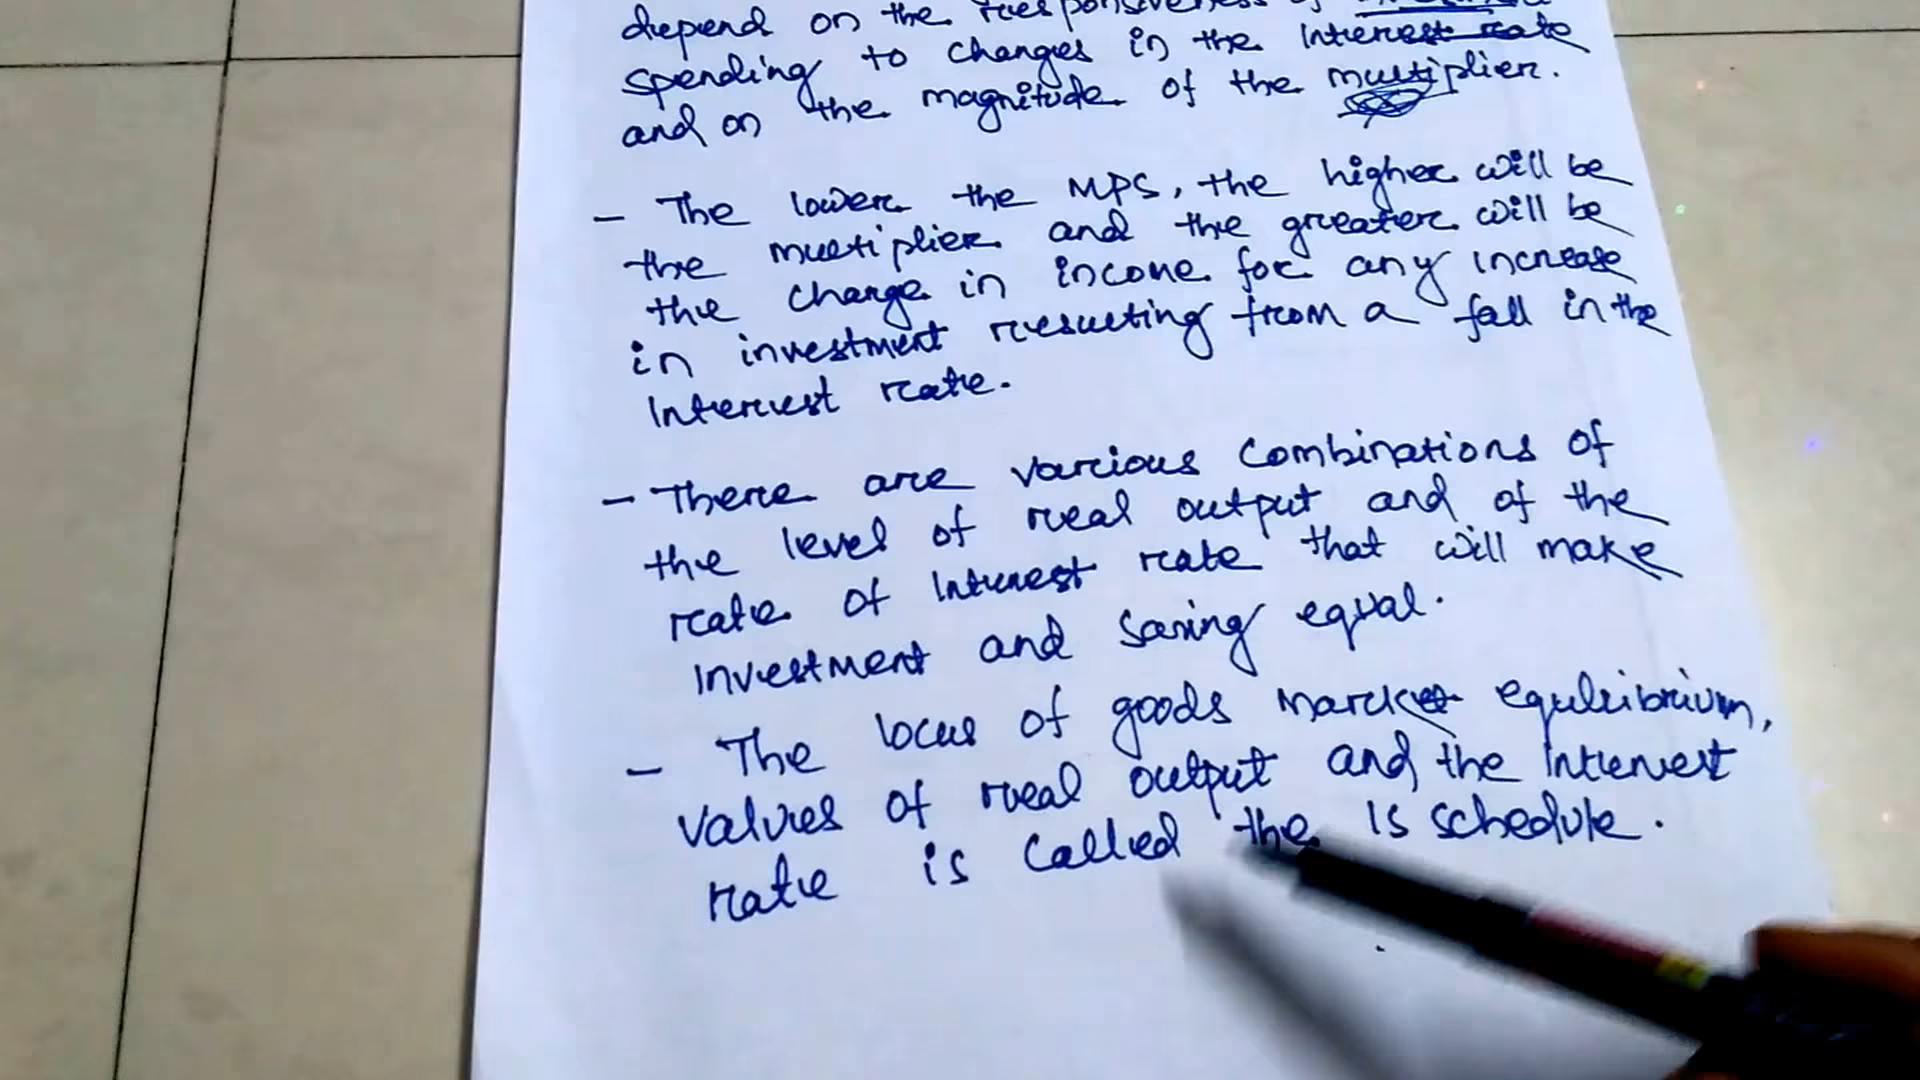 depend on the responsiveness of
spending to changes in the interest rate
and on the magnitude of the multiplier.
- The lower the MPS, the higher will be
the multiplier and the greater will be
the change in income for any increase
in investment resulting from a fall in the
interest rate.
- There are various combinations of
the level of real output and of the
rate of interest rate that will make
investment and saving equal.
- The locus of goods market equilibrium,
values of real output and the interest
rate is called the IS schedule.